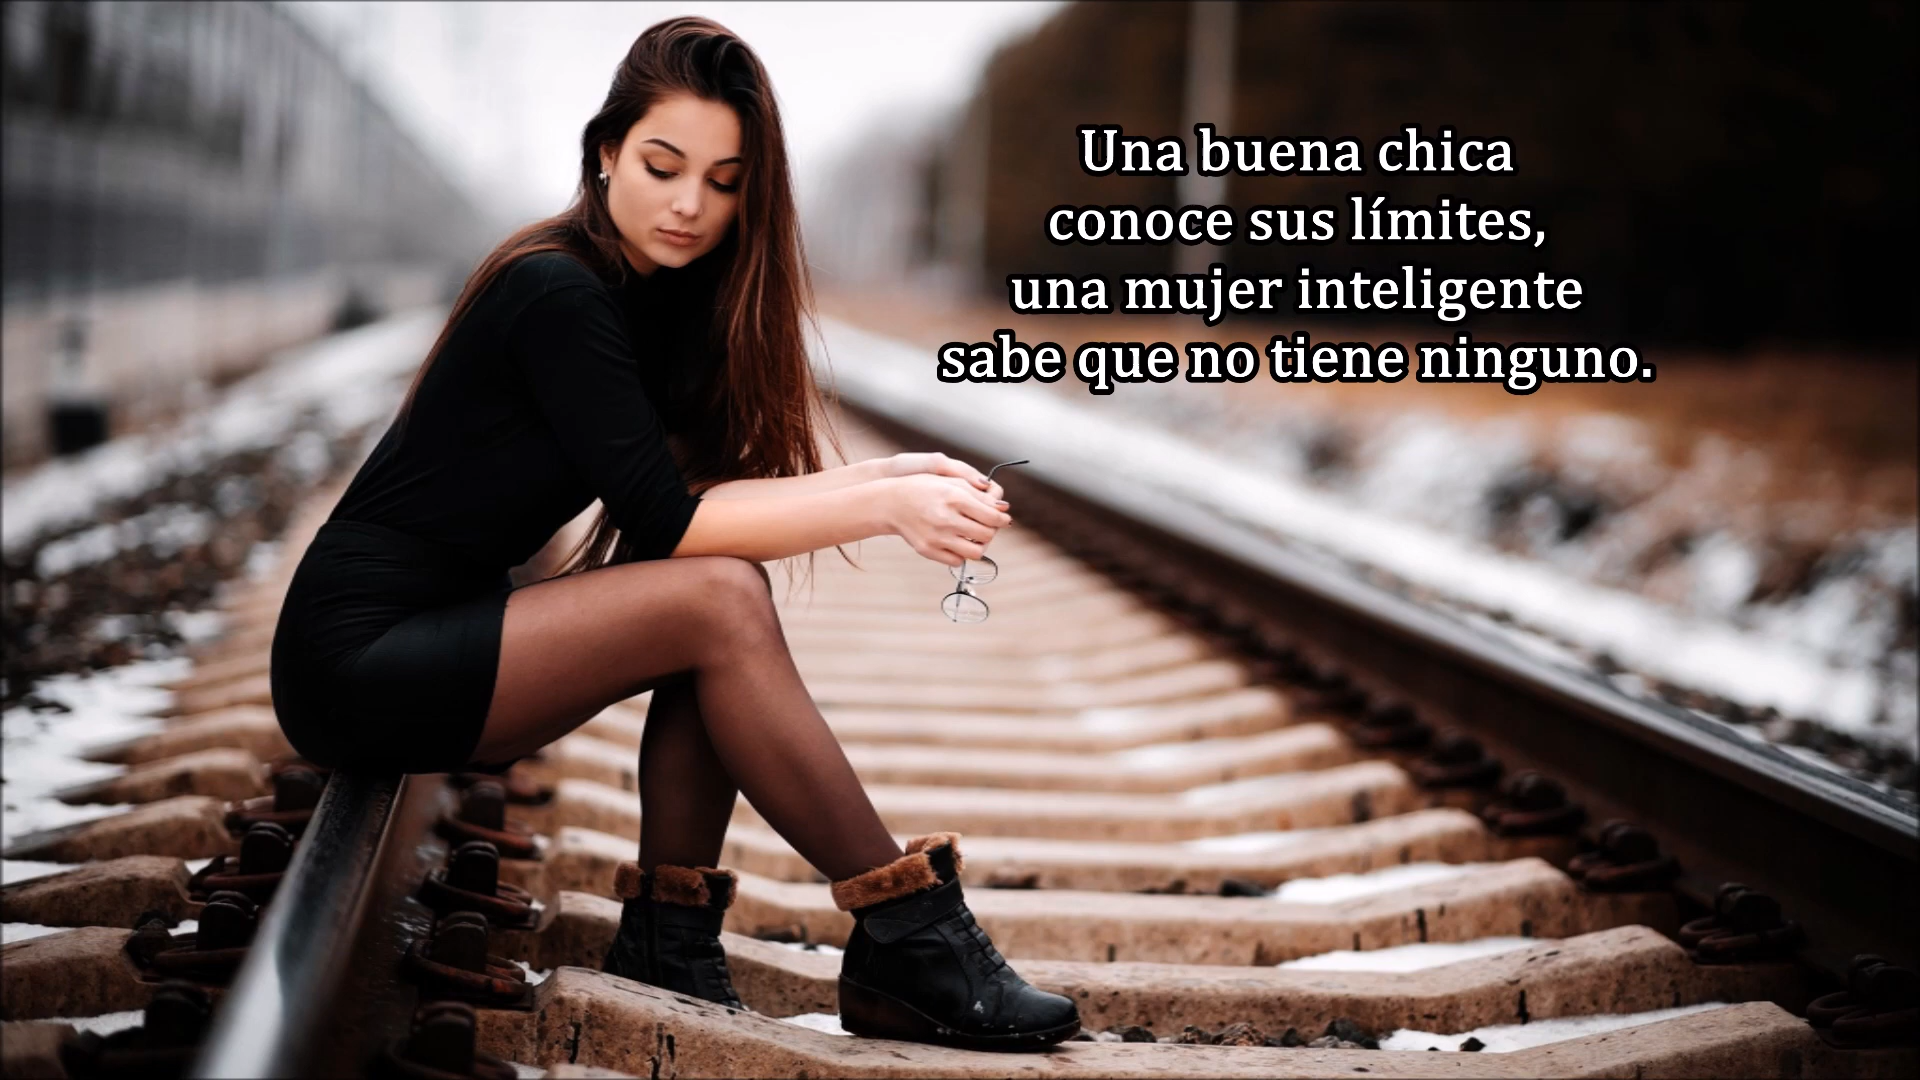 Una buena chica
conoce sus límites,
una mujer inteligente
sabe que no tiene ninguno.